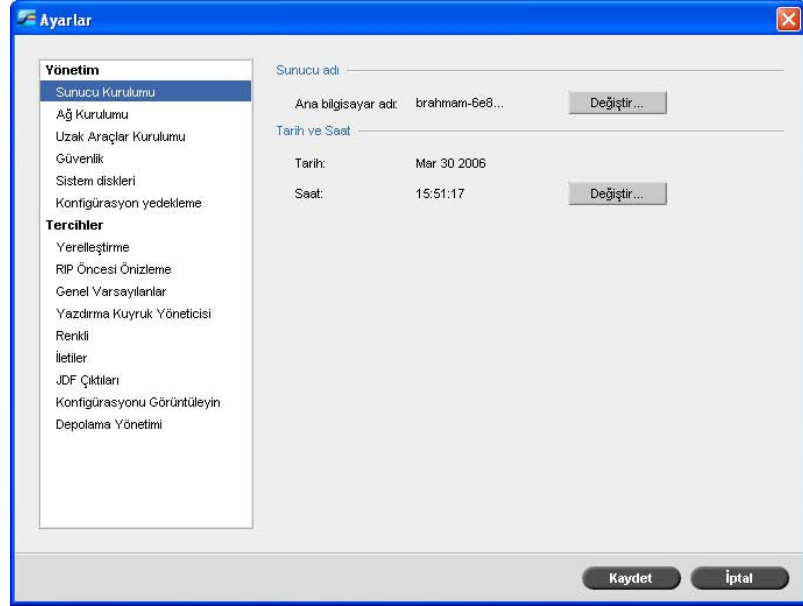 Ayarlar
Yönetim
Sunucu Kurulumu
Ağ Kurulumu
Uzak Araçlar Kurulumu
Güvenlik
Sistem diskleri
Konfigürasyon yedekleme
Tercihler
Yerelleştirme
RIP Öncesi Önizleme
Genel Varsayılanlar
Yazdırma Kuyruk Yöneticisi
Renkli
İletiler
JDF Çıktıları
Konfigürasyonu Görüntüleyin
Depolama Yönetimi
Sunucu adı
Ana bilgisayar adı: brahmam-6e8... Değiştir...
Tarih ve Saat
Tarih: Mar 30 2006
Saat: 15:51:17 Değiştir...
Kaydet İptal